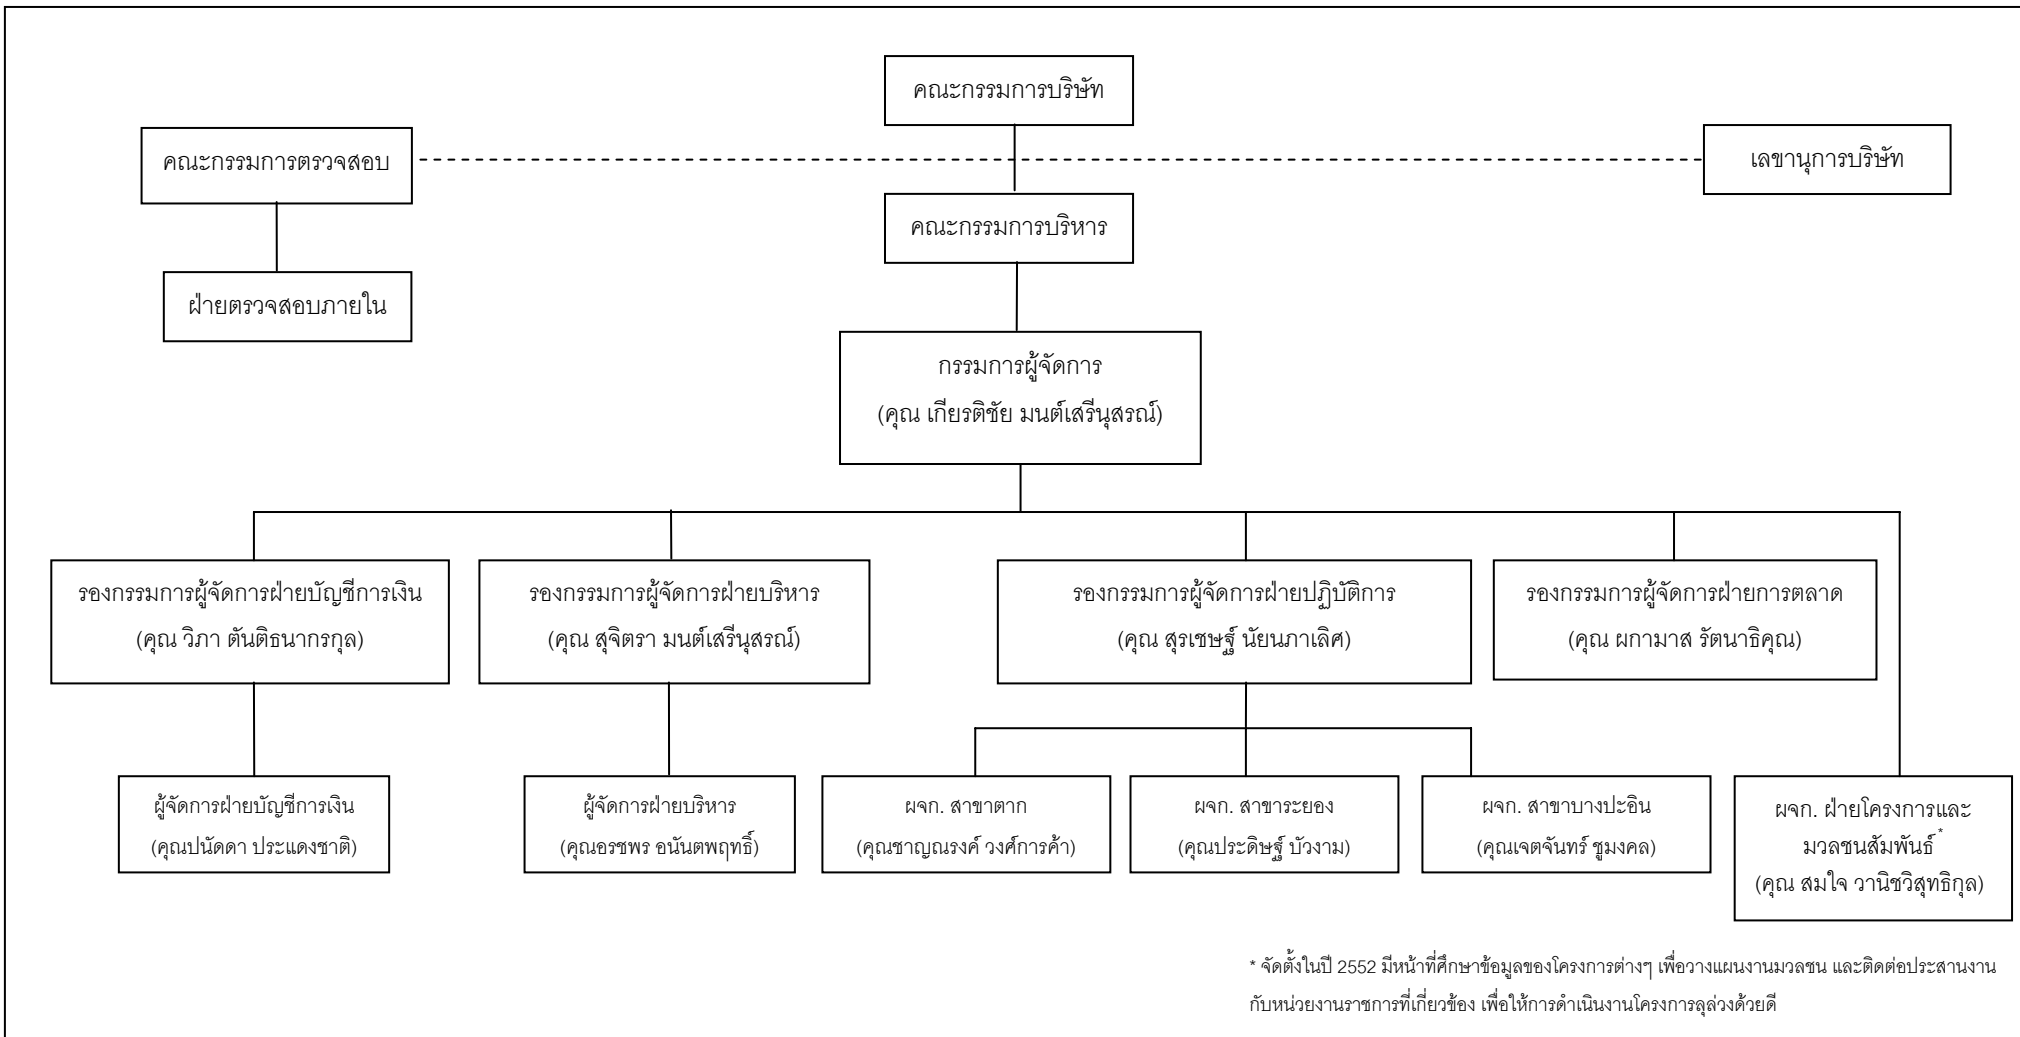 คณะกรรมการบริษัท
คณะกรรมการตรวจสอบ
เลขานุการบริษัท
คณะกรรมการบริหาร
ฝ่ายตรวจสอบภายใน
กรรมการผู้จัดการ
(คุณ เกียรติชัย มนต์เสรีนุสรณ์)
รองกรรมการผู้จัดการฝ่ายบัญชีการเงิน
(คุณ วิภา ตันติธนากรกุล)
รองกรรมการผู้จัดการฝ่ายบริหาร
(คุณ สุจิตรา มนต์เสรีนุสรณ์)
รองกรรมการผู้จัดการฝ่ายปฏิบัติการ
(คุณ สุรเชษฐ์ นัยนภาเลิศ)
รองกรรมการผู้จัดการฝ่ายการตลาด
(คุณ ผกามาส รัตนาธิคุณ)
ผู้จัดการฝ่ายบัญชีการเงิน
(คุณปนัดดา ประแดงชาติ)
ผู้จัดการฝ่ายบริหาร
(คุณอรชพร อนันตพฤทธิ์)
ผจก. สาขาตาก
(คุณชาญณรงค์ วงศ์การค้า)
ผจก. สาขาระยอง
(คุณประดิษฐ์ บัวงาม)
ผจก. สาขาบางปะอิน
(คุณเจตจันทร์ ชูมงคล)
ผจก. ฝ่ายโครงการและ
มวลชนสัมพันธ์*
(คุณ สมใจ วานิชวิสุทธิกุล)
* จัดตั้งในปี 2552 มีหน้าที่ศึกษาข้อมูลของโครงการต่างๆ เพื่อวางแผนงานมวลชน และติดต่อประสานงาน
กับหน่วยงานราชการที่เกี่ยวข้อง เพื่อให้การดำเนินงานโครงการลุล่วงด้วยดี